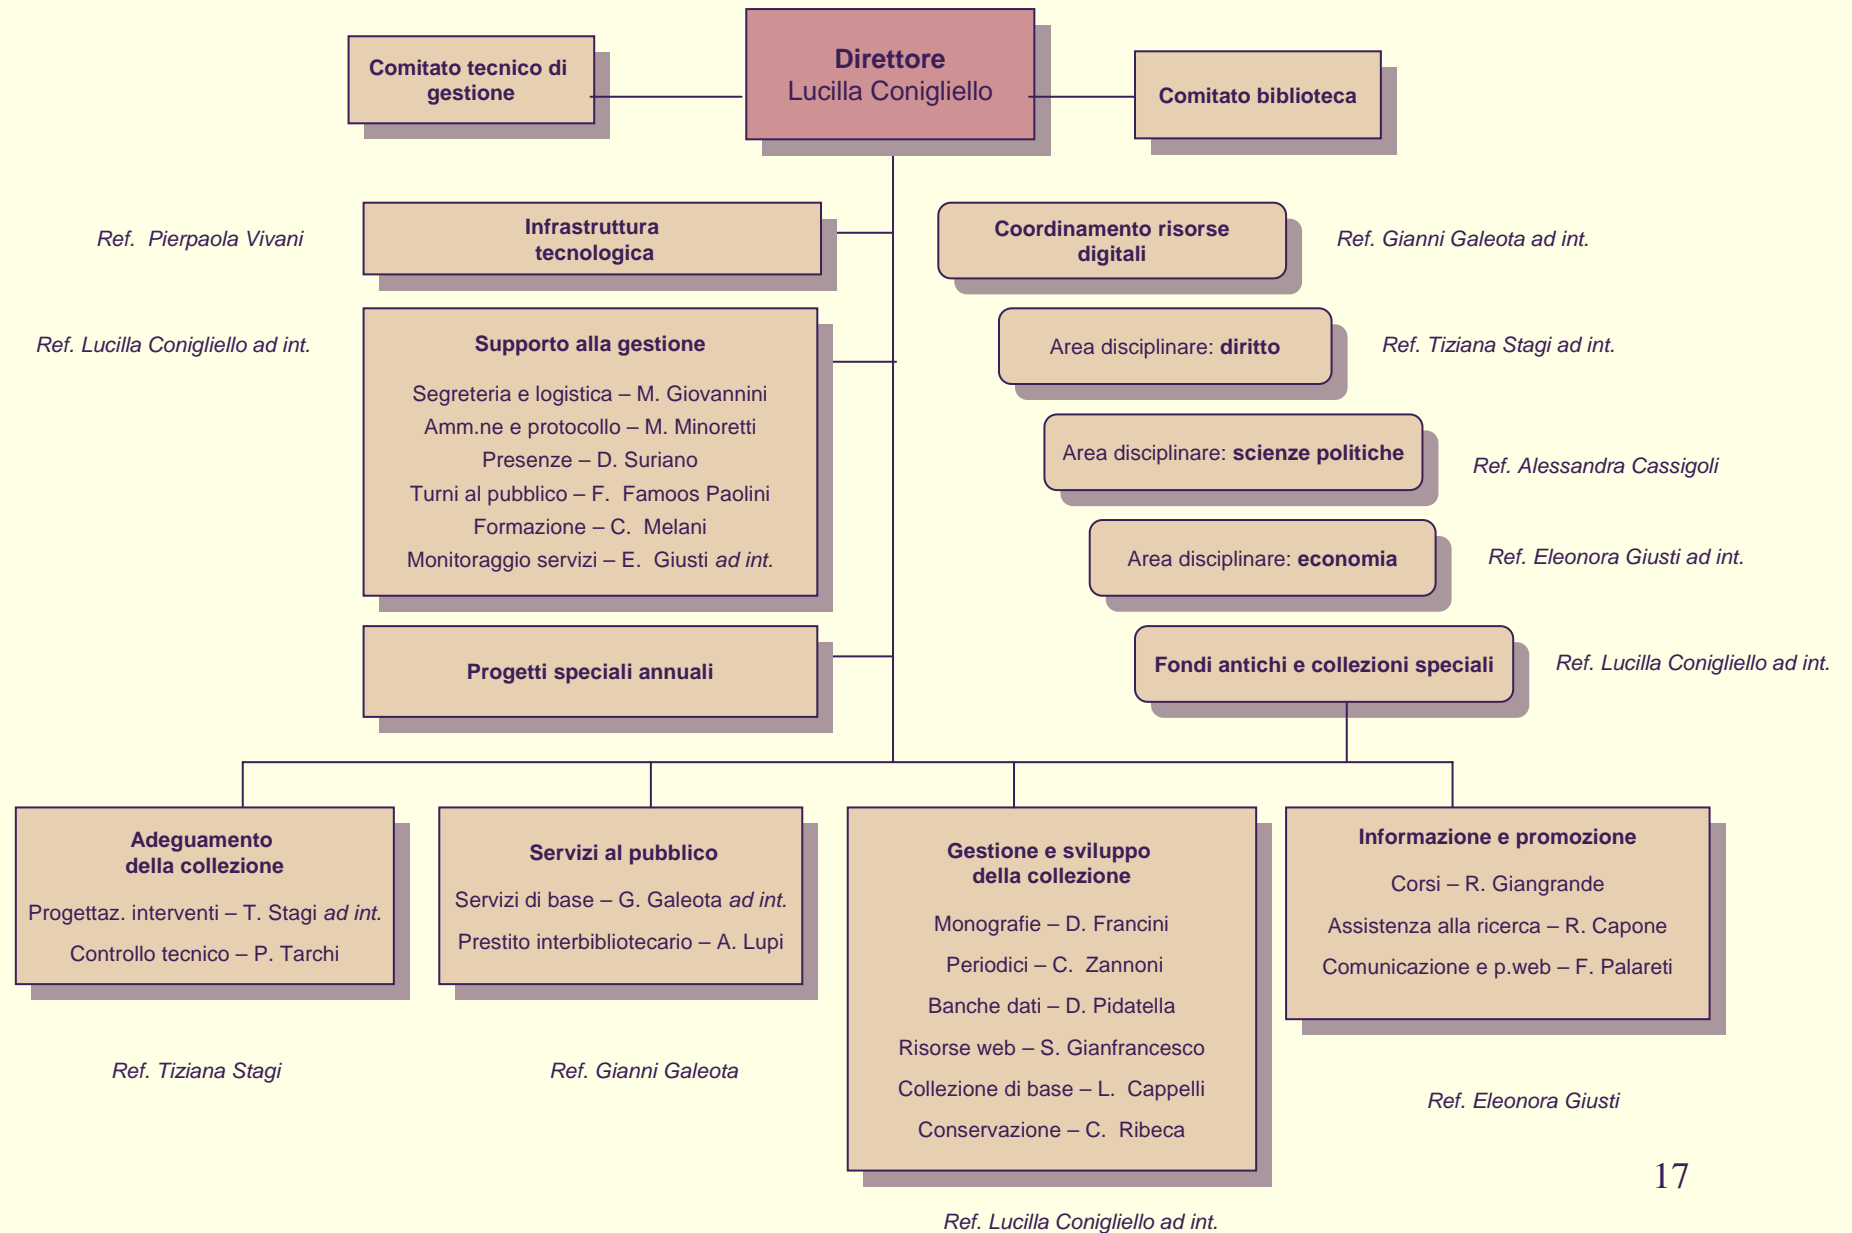 Comitato tecnico di
gestione
Direttore
Lucilla Conigliello
Comitato biblioteca
Ref. Pierpaola Vivani
Infrastruttura
tecnologica
Coordinamento risorse
digitali
Ref. Gianni Galeota ad int.
Ref. Lucilla Conigliello ad int.
Supporto alla gestione
Segreteria e logistica – M. Giovannini
Amm.ne e protocollo – M. Minoretti
Presenze – D. Suriano
Turni al pubblico – F. Famoos Paolini
Formazione – C. Melani
Monitoraggio servizi – E. Giusti ad int.
Area disciplinare: diritto
Ref. Tiziana Stagi ad int.
Area disciplinare: scienze politiche
Ref. Alessandra Cassigoli
Area disciplinare: economia
Ref. Eleonora Giusti ad int.
Progetti speciali annuali
Fondi antichi e collezioni speciali
Ref. Lucilla Conigliello ad int.
Adeguamento
della collezione
Progettaz. interventi – T. Stagi ad int.
Controllo tecnico – P. Tarchi
Ref. Tiziana Stagi
Servizi al pubblico
Servizi di base – G. Galeota ad int.
Prestito interbibliotecario – A. Lupi
Ref. Gianni Galeota
Gestione e sviluppo
della collezione
Monografie – D. Francini
Periodici – C. Zannoni
Banche dati – D. Pidatella
Risorse web – S. Gianfrancesco
Collezione di base – L. Cappelli
Conservazione – C. Ribeca
Ref. Lucilla Conigliello ad int.
Informazione e promozione
Corsi – R. Giangrande
Assistenza alla ricerca – R. Capone
Comunicazione e p.web – F. Palareti
Ref. Eleonora Giusti
17